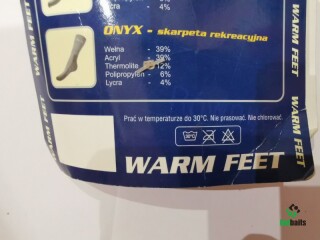 - 4%
ONYX - skarpeta rekreacyjna
Wełna - 39%
Acryl - 39%
Thermolite - 12%
Polipropylen - 6%
Lycra - 4%
Prać w temperaturze do 30°C. Nie prasować. Nie chlorować.
WARM FEET
WARM FEET
WARM FEET